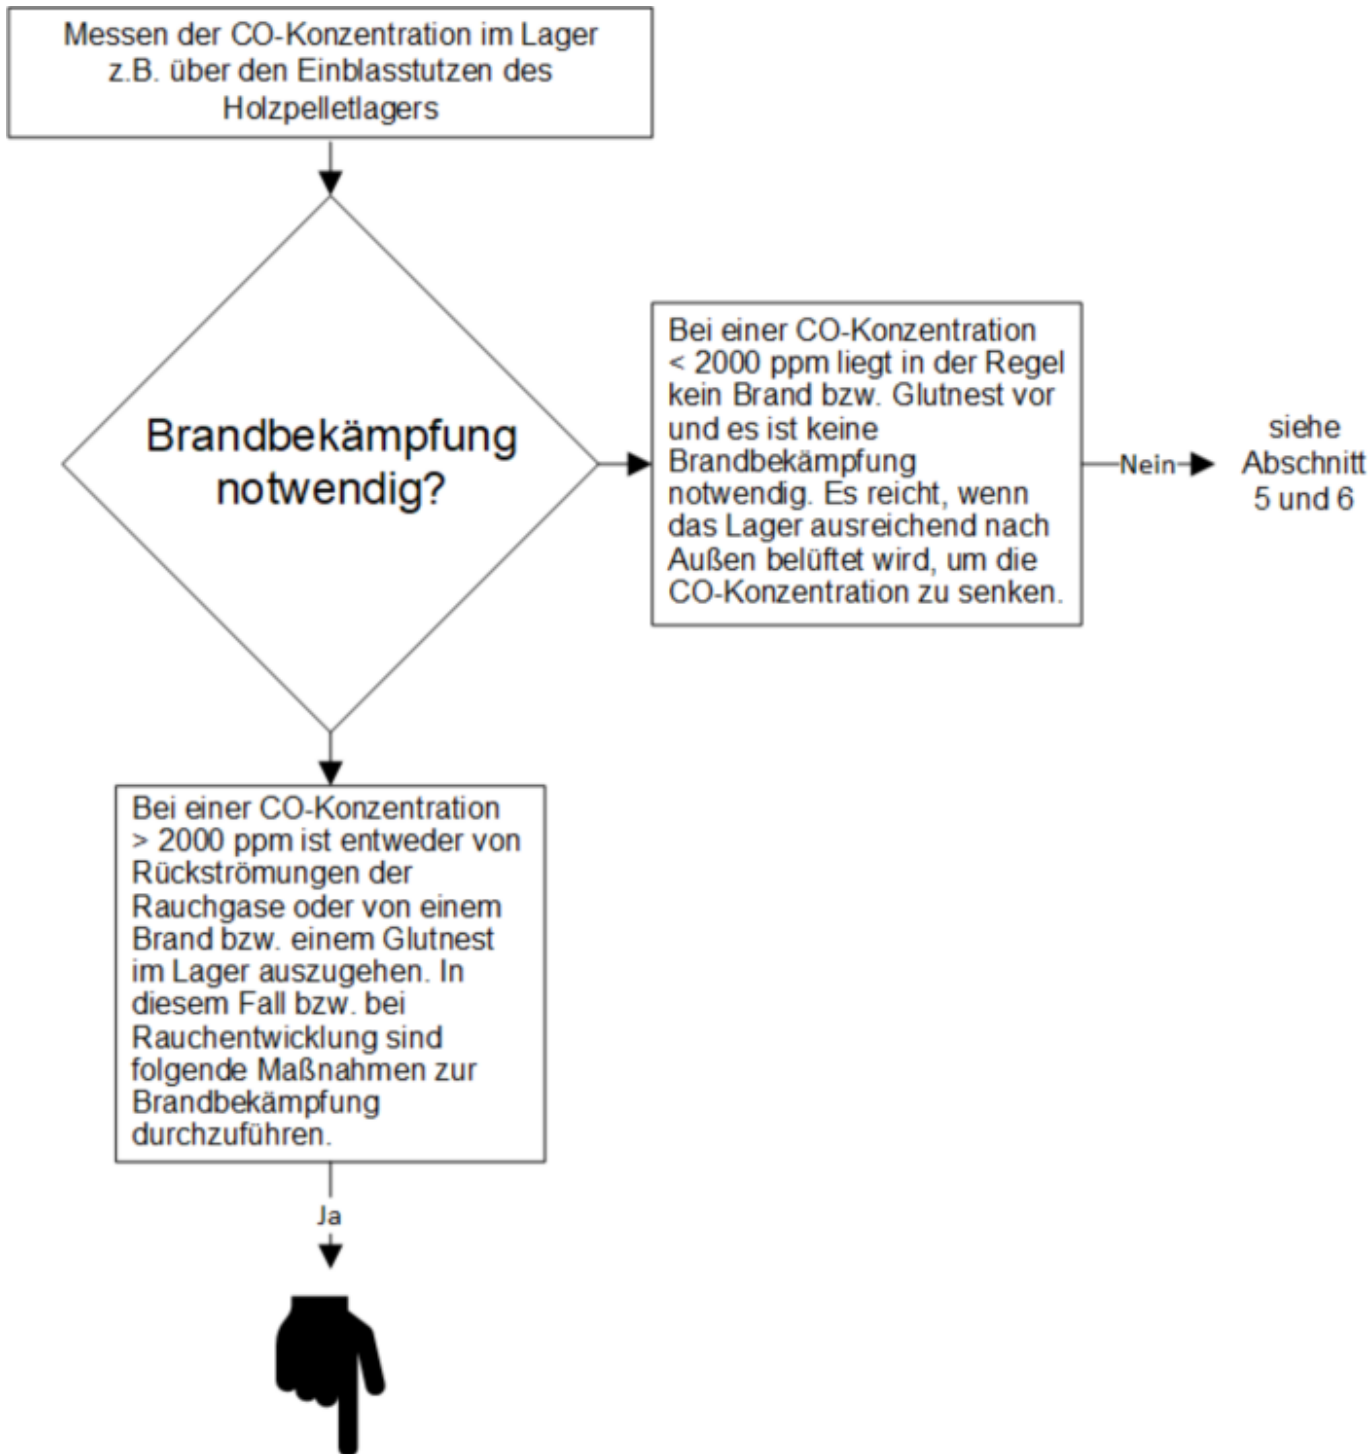 Messen der CO-Konzentration im Lager
z.B. über den Einblasstutzen des
Holzpelletlagers
Brandbekämpfung
notwendig?
Bei einer CO-Konzentration
< 2000 ppm liegt in der Regel
kein Brand bzw. Glutnest vor
und es ist keine
Brandbekämpfung
notwendig. Es reicht, wenn
das Lager ausreichend nach
Außen belüftet wird, um die
CO-Konzentration zu senken.
Nein
siehe
Abschnitt
5 und 6
Bei einer CO-Konzentration
> 2000 ppm ist entweder von
Rückströmungen der
Rauchgase oder von einem
Brand bzw. einem Glutnest
im Lager auszugehen. In
diesem Fall bzw. bei
Rauchentwicklung sind
folgende Maßnahmen zur
Brandbekämpfung
durchzuführen.
Ja